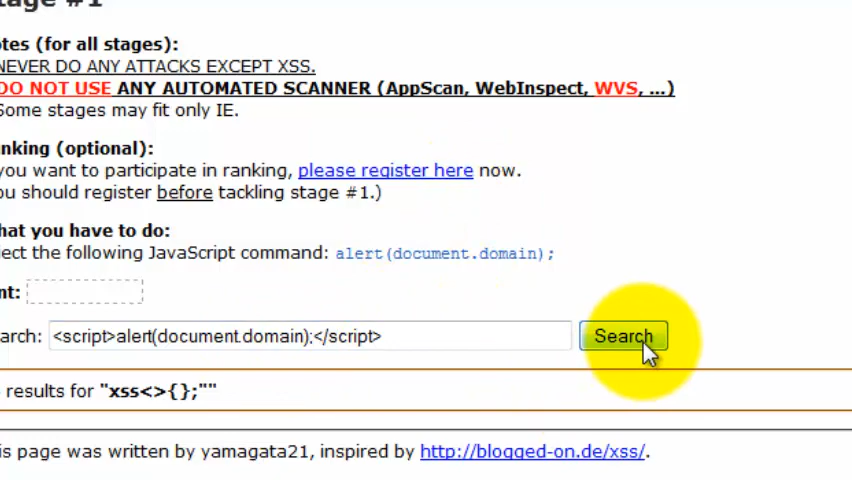 tage #1
otes (for all stages):
NEVER DO ANY ATTACKS EXCEPT XSS.
DO NOT USE ANY AUTOMATED SCANNER (AppScan, WebInspect, WVS, ...)
Some stages may fit only IE.
nking (optional):
you want to participate in ranking, please register here now.
ou should register before tackling stage #1.)
hat you have to do:
ject the following JavaScript command: alert(document.domain);
nt:
arch: <script>alert(document.domain);</script> Search
results for "xss<>{};""
is page was written by yamagata21, inspired by http://blogged-on.de/xss/.